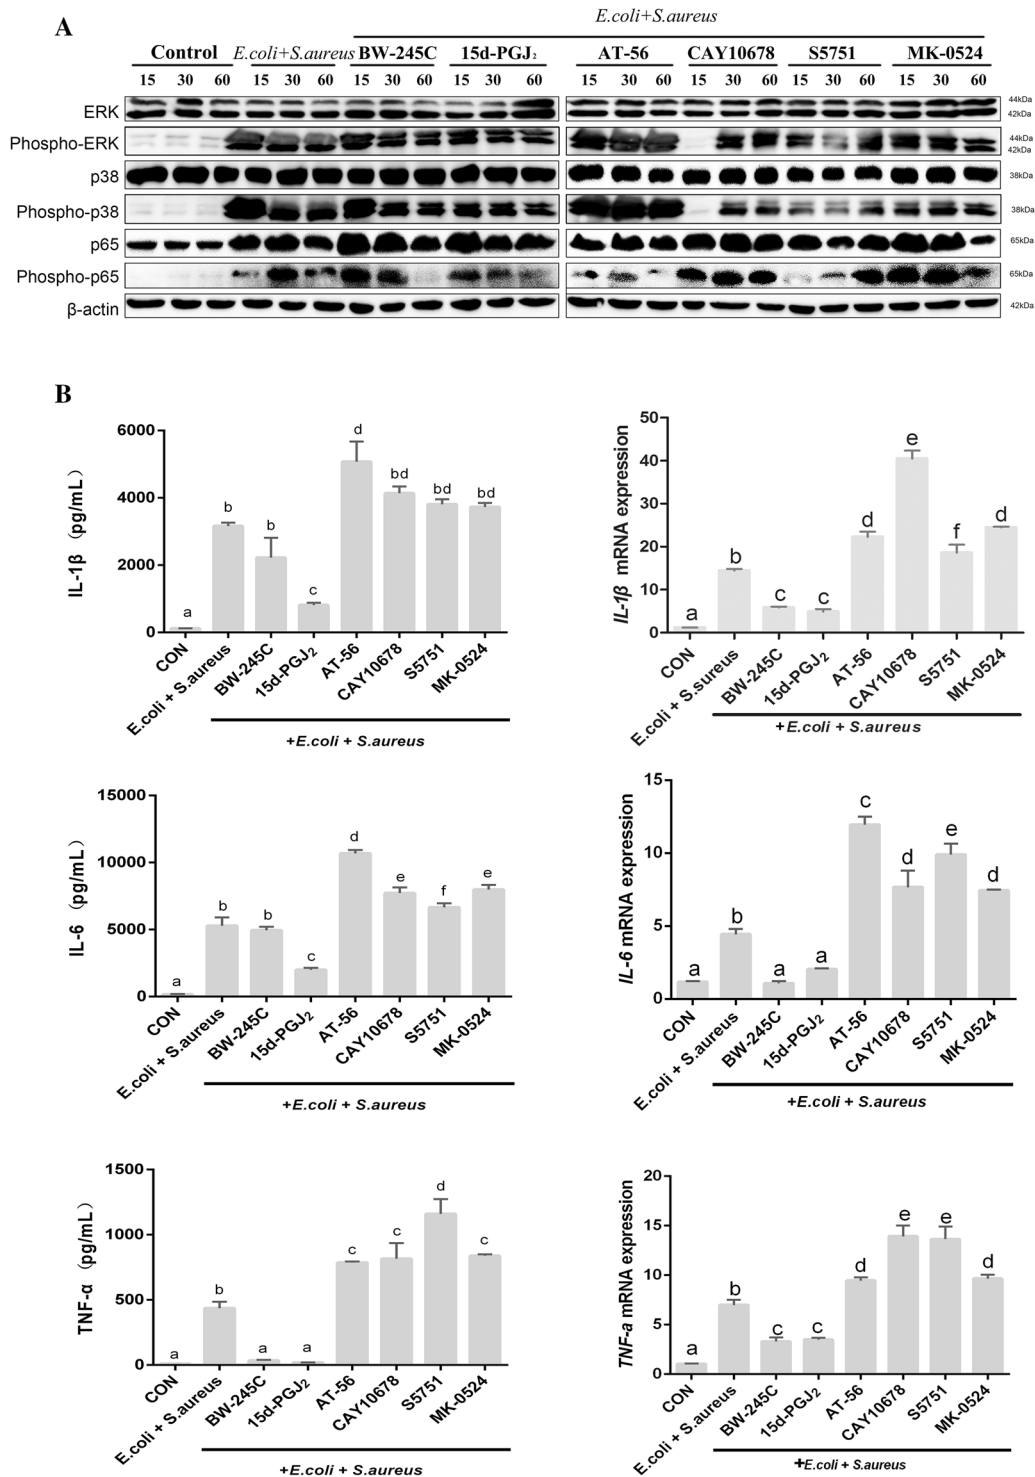 A
E.coli+S.aureus
Control E.coli+S.aureus BW-245C 15d-PGJ₂ AT-56 CAY10678 S5751 MK-0524
15 30 60 15 30 60 15 30 60 15 30 60 15 30 60 15 30 60 15 30 60 15 30 60
ERK 44kDa
42kDa
Phospho-ERK 44kDa
42kDa
p38 38kDa
Phospho-p38 38kDa
p65 65kDa
Phospho-p65 65kDa
β-actin 42kDa
B
IL-1β (pg/mL)
6000
4000
2000
0
a b b c d bd bd bd
CON
E.coli + S.aureus
BW-245C
15d-PGJ₂
AT-56
CAY10678
S5751
MK-0524
+E.coli + S.aureus
IL-1β mRNA expression
50
40
30
20
10
0
a b c c d e f d
CON
E.coli + S.sureus
BW-245C
15d-PGJ₂
AT-56
CAY10678
S5751
MK-0524
+E.coli + S.aureus
IL-6 (pg/mL)
15000
10000
5000
0
a b b c d e f e
CON
E.coli + S.aureus
BW-245C
15d-PGJ₂
AT-56
CAY10678
S5751
MK-0524
+E.coli + S.aureus
IL-6 mRNA expression
15
10
5
0
a b a a c d e d
CON
E.coli + S.aureus
BW-245C
15d-PGJ₂
AT-56
CAY10678
S5751
MK-0524
+E.coli + S.aureus
TNF-α (pg/mL)
1500
1000
500
0
a b a a c c d c
CON
E.coli + S.aureus
BW-245C
15d-PGJ₂
AT-56
CAY10678
S5751
MK-0524
+E.coli + S.aureus
TNF-a mRNA expression
20
15
10
5
0
a b c c d e e d
CON
E.coli + S.aureus
BW-245C
15d-PGJ₂
AT-56
CAY10678
S5751
MK-0524
+E.coli + S.aureus